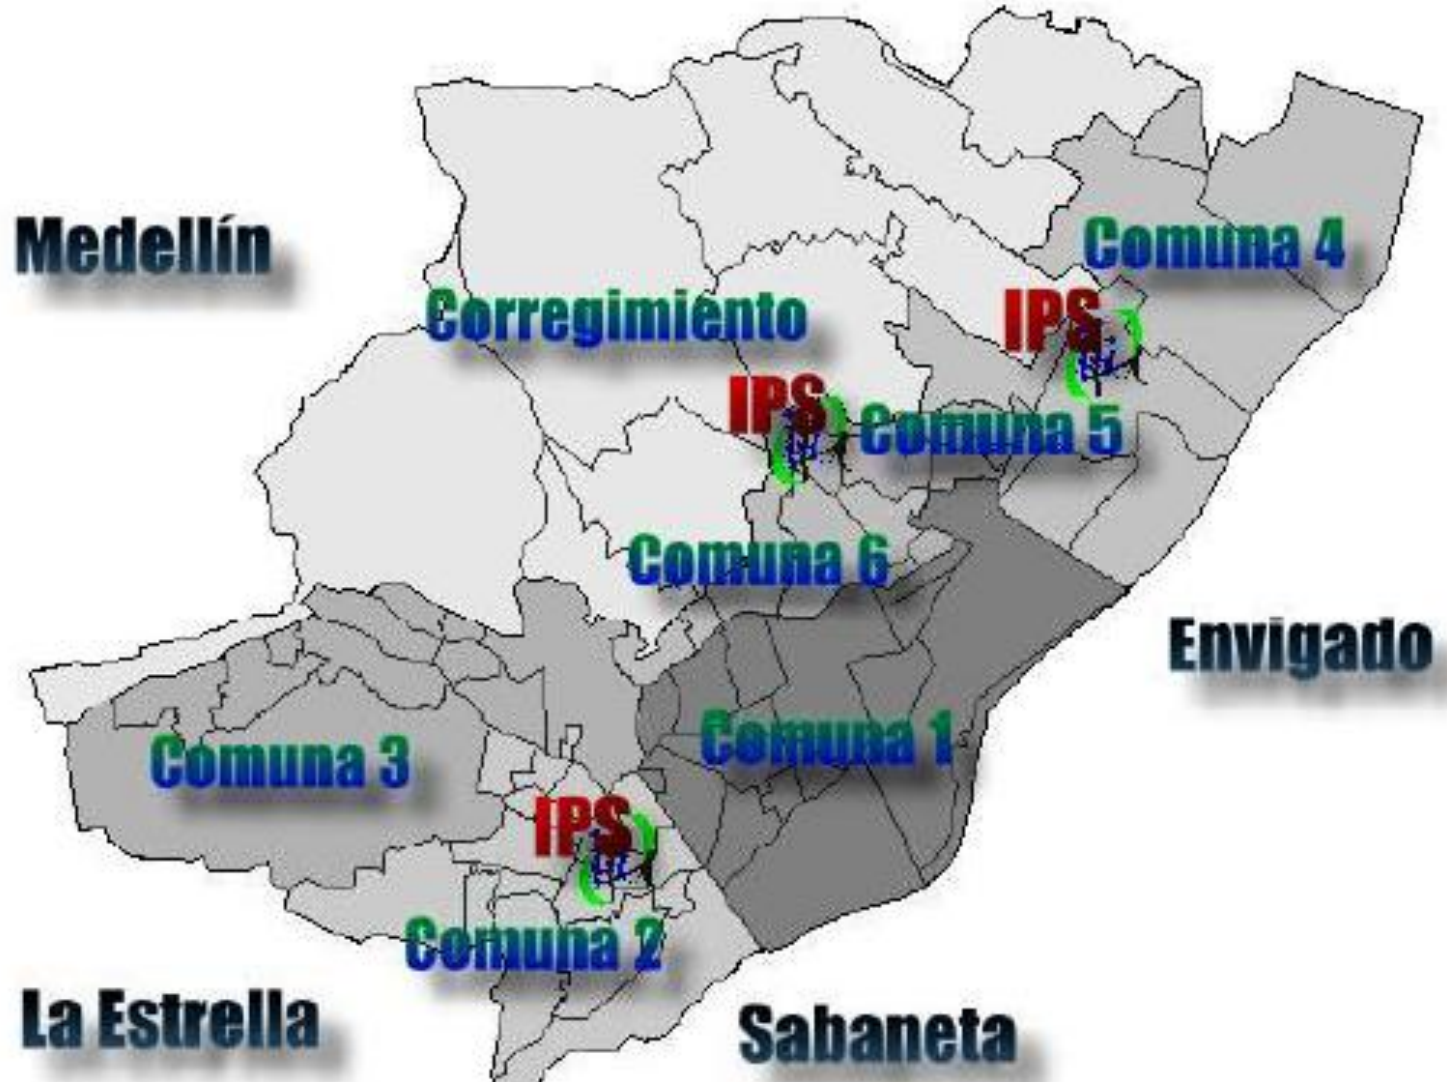 Medellín
Comuna 4
Corregimiento
IPS
IPS
Comuna 5
Comuna 6
Envigado
Comuna 3
Comuna 1
IPS
Comuna 2
La Estrella
Sabaneta